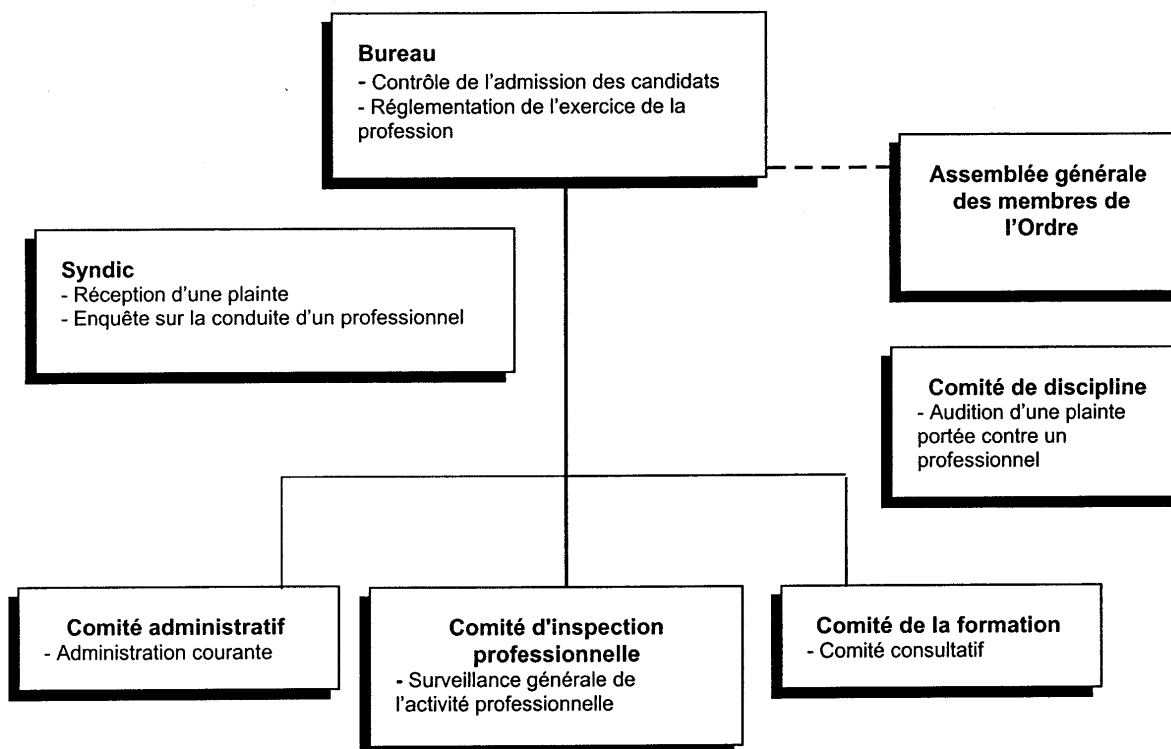 Bureau
- Contrôle de l'admission des candidats
- Réglementation de l'exercice de la
profession
Assemblée générale
des membres de
l'Ordre
Syndic
- Réception d'une plainte
- Enquête sur la conduite d'un professionnel
Comité de discipline
- Audition d'une plainte
portée contre un
professionnel
Comité administratif
- Administration courante
Comité d'inspection
professionnelle
- Surveillance générale de
l'activité professionnelle
Comité de la formation
- Comité consultatif